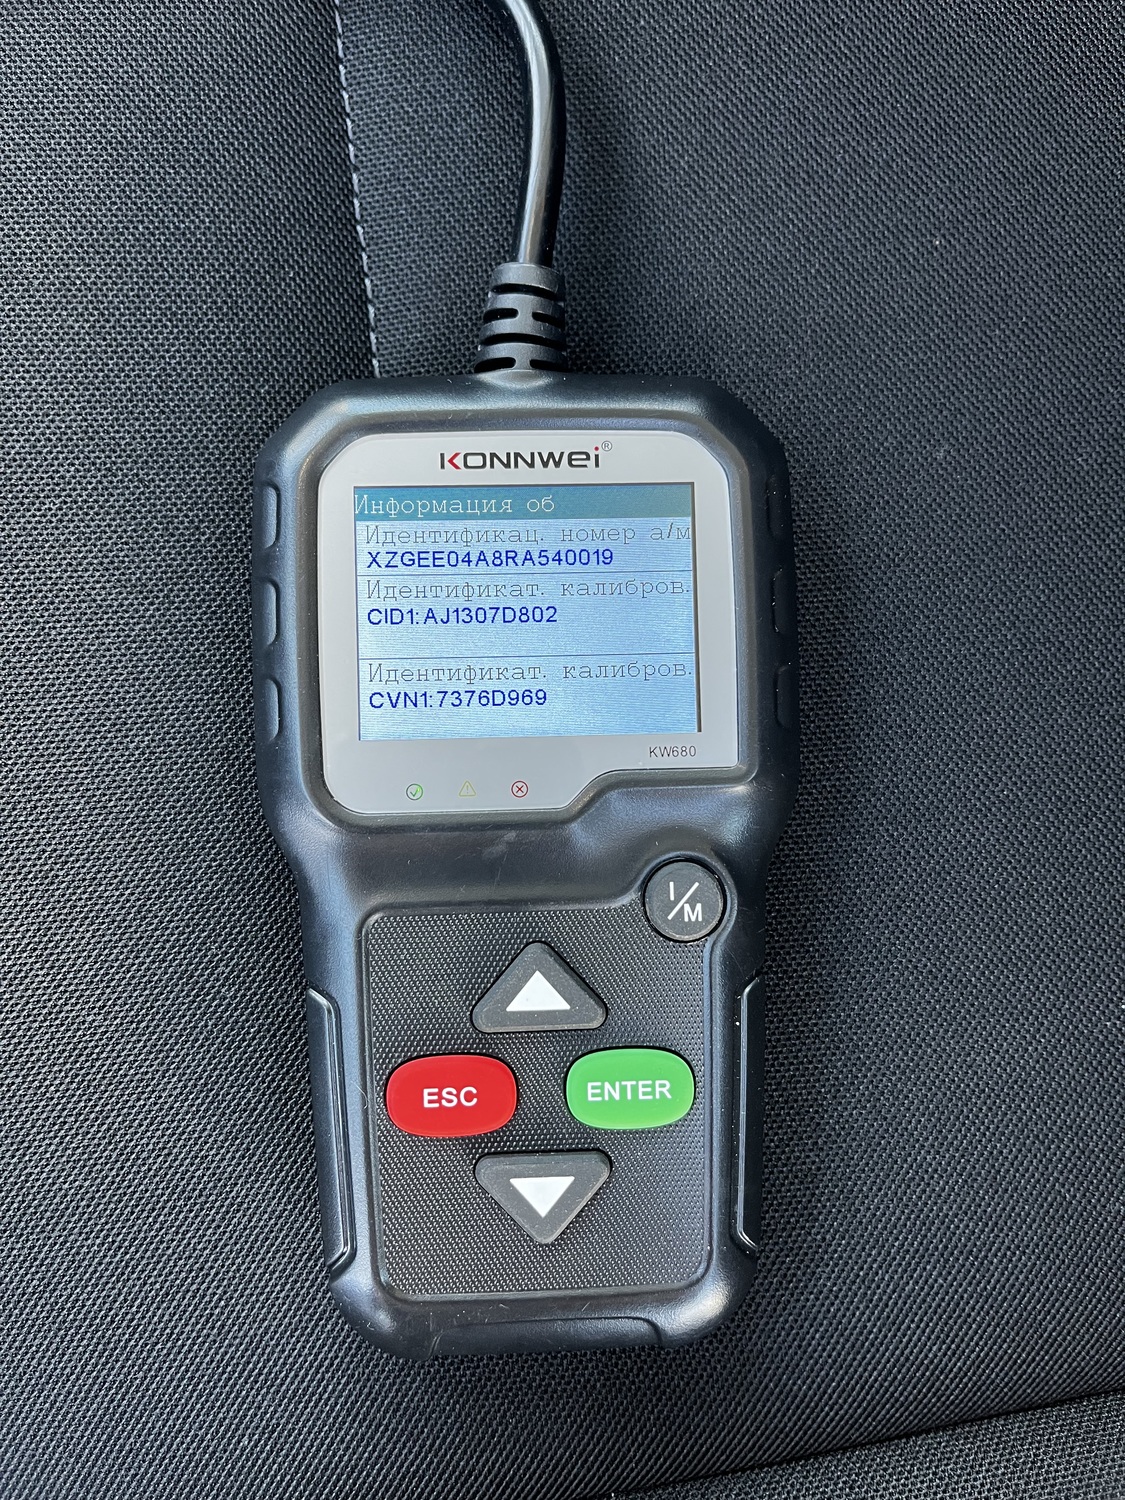 KONNWEi®
Информация об
Идентификац. номер а/м
XZGEE04A8RA540019
Идентификат. калибров.
CID1:AJ1307D802
Идентификат. калибров.
CVN1:7376D969
KW680
I/M
ESC
ENTER